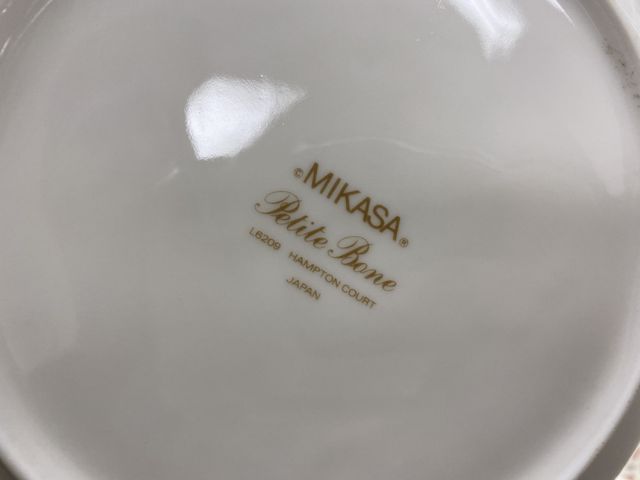 © MIKASA ®
Petite Bone
L6209 HAMPTON COURT
JAPAN